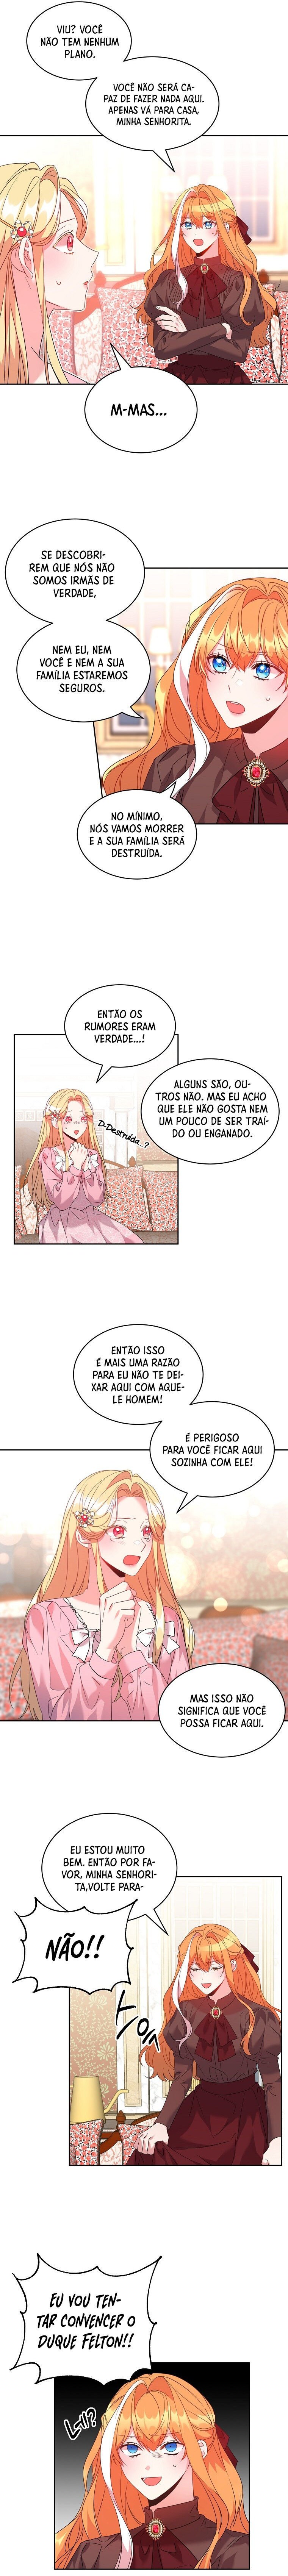 VIU? VOCÊ
NÃO TEM NENHUM
PLANO.
VOCÊ NÃO SERÁ CA-
PAZ DE FAZER NADA AQUI.
APENAS VÁ PARA CASA,
MINHA SENHORITA.
M-MAS...
SE DESCOBRI-
REM QUE NÓS NÃO
SOMOS IRMÃS DE
VERDADE,
NEM EU, NEM
VOCÊ E NEM A SUA
FAMÍLIA ESTAREMOS
SEGUROS.
NO MÍNIMO,
NÓS VAMOS MORRER
E A SUA FAMÍLIA SERÁ
DESTRUÍDA.
ENTÃO OS
RUMORES ERAM
VERDADE...!
D-Destruída..?
ALGUNS SÃO, OU-
TROS NÃO. MAS EU ACHO
QUE ELE NÃO GOSTA NEM
UM POUCO DE SER TRAÍ-
DO OU ENGANADO.
ENTÃO ISSO
É MAIS UMA RAZÃO
PARA EU NÃO TE DEI-
XAR AQUI COM AQUE-
LE HOMEM!
É PERIGOSO
PARA VOCÊ FICAR AQUI
SOZINHA COM ELE!
MAS ISSO NÃO
SIGNIFICA QUE VOCÊ
POSSA FICAR AQUI.
EU ESTOU MUITO
BEM. ENTÃO POR FA-
VOR, MINHA SENHORI-
TA,VOLTE PARA-
NÃO!!
EU VOU TEN-
TAR CONVENCER O
DUQUE FELTON!!